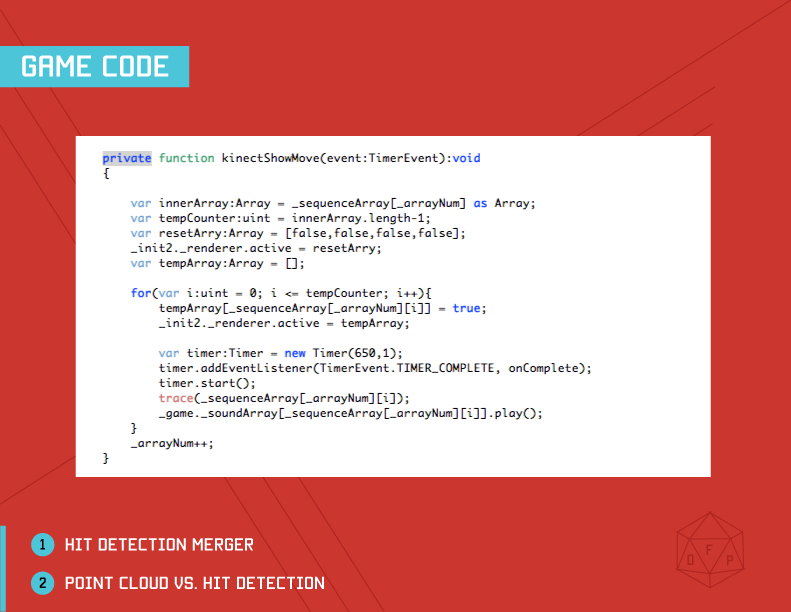 GAME CODE
private function kinectShowMove(event:TimerEvent):void
{
var innerArray:Array = _sequenceArray[_arrayNum] as Array;
var tempCounter:uint = innerArray.length-1;
var resetArry:Array = [false,false,false,false];
_init2._renderer.active = resetArry;
var tempArray:Array = [];
for(var i:uint = 0; i <= tempCounter; i++){
tempArray[_sequenceArray[_arrayNum][i]] = true;
_init2._renderer.active = tempArray;
var timer:Timer = new Timer(650,1);
timer.addEventListener(TimerEvent.TIMER_COMPLETE, onComplete);
timer.start();
trace(_sequenceArray[_arrayNum][i]);
_game._soundArray[_sequenceArray[_arrayNum][i]].play();
}
_arrayNum++;
}
1 HIT DETECTION MERGER
2 POINT CLOUD VS. HIT DETECTION
D F P